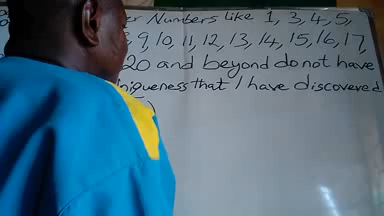 er Numbers like 1, 3, 4, 5,
9, 10, 11, 12, 13, 14, 15, 16, 17,
20 and beyond do not have
niqueness that I have discovered
)